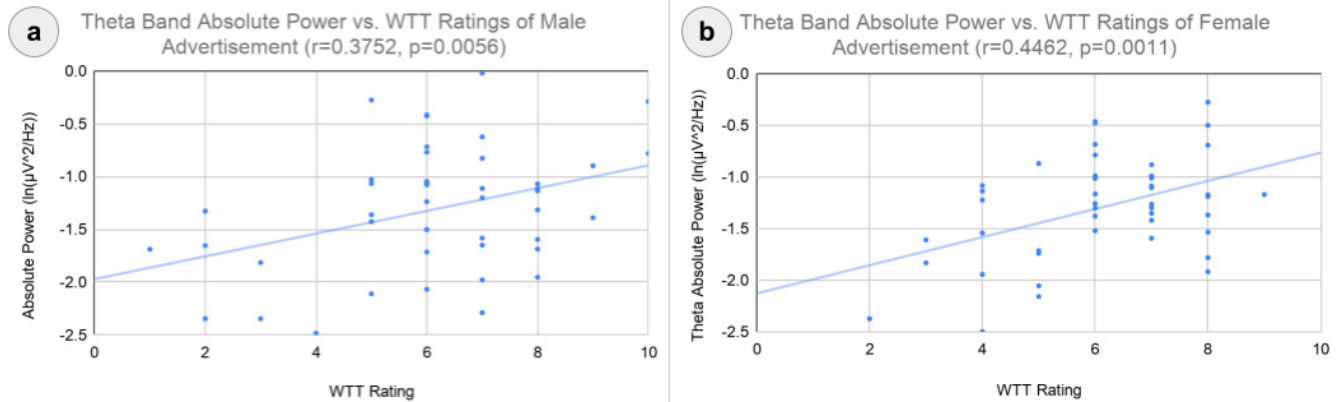 a
Theta Band Absolute Power vs. WTT Ratings of Male
Advertisement (r=0.3752, p=0.0056)
Absolute Power (ln(µV^2/Hz))
0.0
-0.5
-1.0
-1.5
-2.0
-2.5
0 2 4 6 8 10
WTT Rating
b
Theta Band Absolute Power vs. WTT Ratings of Female
Advertisement (r=0.4462, p=0.0011)
Theta Absolute Power (ln(µV^2/Hz))
0.0
-0.5
-1.0
-1.5
-2.0
-2.5
0 2 4 6 8 10
WTT Rating